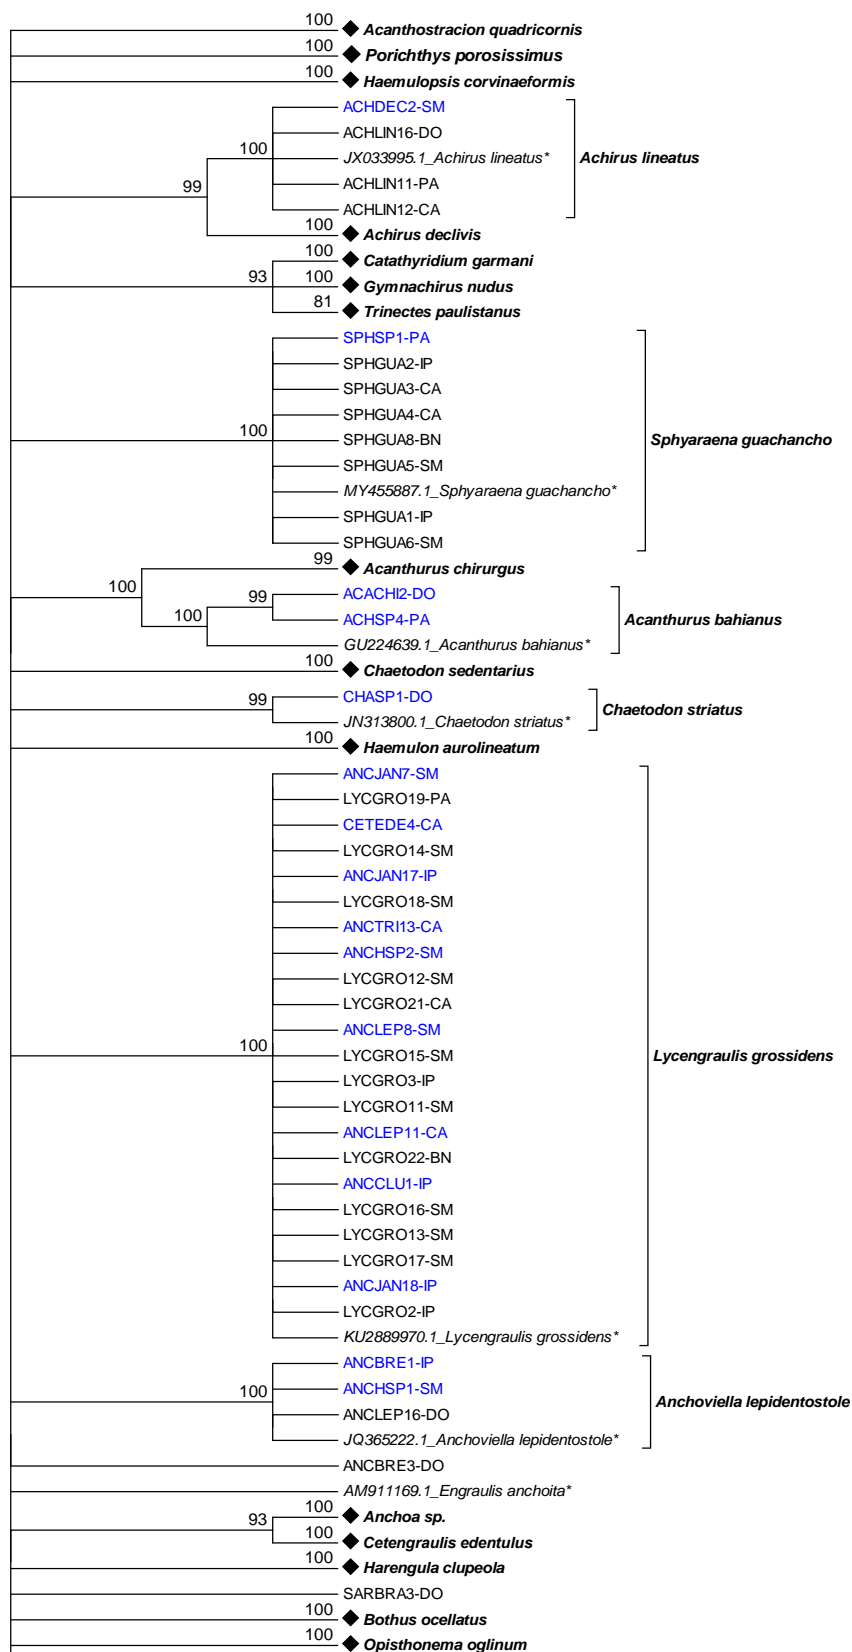 100 ◆ Acanthostracion quadricornis
100 ◆ Porichthys porosissimus
100 ◆ Haemulopsis corvinaeformis
ACHDEC2-SM
ACHLIN16-DO
100 JX033995.1_Achirus lineatus* Achirus lineatus
ACHLIN11-PA
99
ACHLIN12-CA
100 ◆ Achirus declivis
100 ◆ Catathyridium garmani
93 100 ◆ Gymnachirus nudus
81 ◆ Trinectes paulistanus
SPHSP1-PA
SPHGUA2-IP
SPHGUA3-CA
SPHGUA4-CA
100 SPHGUA8-BN Sphyaraena guachancho
SPHGUA5-SM
MY455887.1_Sphyaraena guachancho*
SPHGUA1-IP
SPHGUA6-SM
99 ◆ Acanthurus chirurgus
100 99 ACACHI2-DO
100 ACHSP4-PA Acanthurus bahianus
GU224639.1_Acanthurus bahianus*
100 ◆ Chaetodon sedentarius
99 CHASP1-DO Chaetodon striatus
JN313800.1_Chaetodon striatus*
100 ◆ Haemulon aurolineatum
ANCJAN7-SM
LYCGRO19-PA
CETEDE4-CA
LYCGRO14-SM
ANCJAN17-IP
LYCGRO18-SM
ANCTRI13-CA
ANCHSP2-SM
LYCGRO12-SM
LYCGRO21-CA
ANCLEP8-SM
100 LYCGRO15-SM Lycengraulis grossidens
LYCGRO3-IP
LYCGRO11-SM
ANCLEP11-CA
LYCGRO22-BN
ANCCLU1-IP
LYCGRO16-SM
LYCGRO13-SM
LYCGRO17-SM
ANCJAN18-IP
LYCGRO2-IP
KU2889970.1_Lycengraulis grossidens*
ANCBRE1-IP
100 ANCHSP1-SM Anchoviella lepidentostole
ANCLEP16-DO
JQ365222.1_Anchoviella lepidentostole*
ANCBRE3-DO
AM911169.1_Engraulis anchoita*
93 100 ◆ Anchoa sp.
100 ◆ Cetengraulis edentulus
100 ◆ Harengula clupeola
SARBRA3-DO
100 ◆ Bothus ocellatus
100 ◆ Opisthonema oglinum